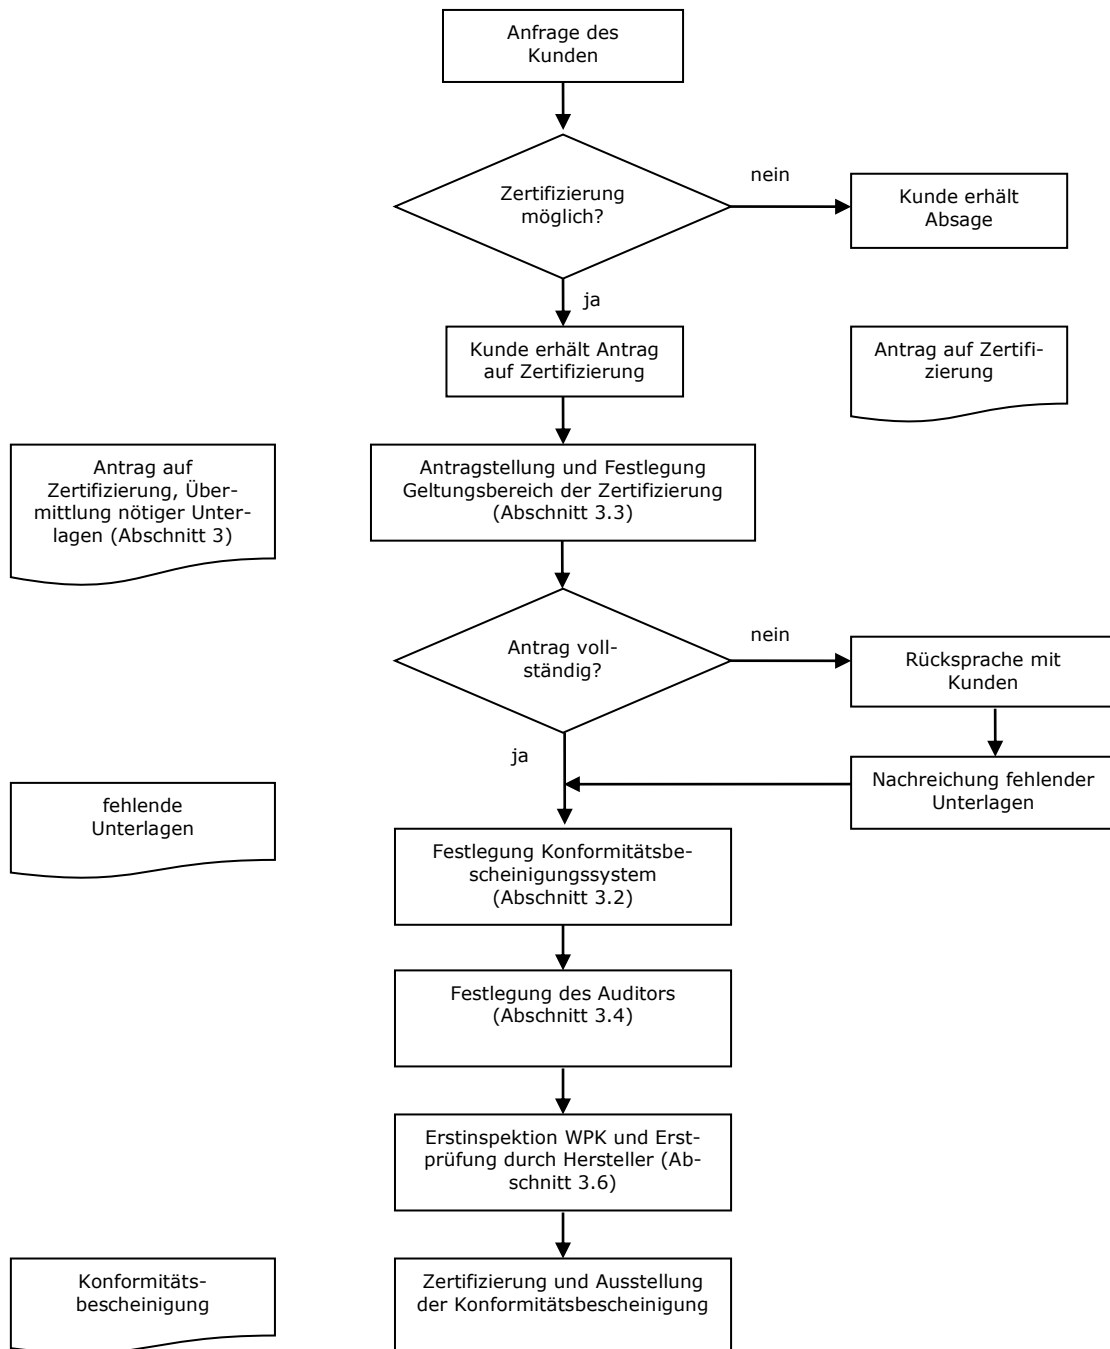 Anfrage des
Kunden
Zertifizierung
möglich?
nein
Kunde erhält
Absage
ja
Kunde erhält Antrag
auf Zertifizierung
Antrag auf Zertifi-
zierung
Antrag auf
Zertifizierung, Über-
mittlung nötiger Unter-
lagen (Abschnitt 3)
Antragstellung und Festlegung
Geltungsbereich der Zertifizierung
(Abschnitt 3.3)
Antrag voll-
ständig?
nein
Rücksprache mit
Kunden
ja
Nachreichung fehlender
Unterlagen
fehlende
Unterlagen
Festlegung Konformitätsbe-
scheinigungssystem
(Abschnitt 3.2)
Festlegung des Auditors
(Abschnitt 3.4)
Erstinspektion WPK und Erst-
prüfung durch Hersteller (Ab-
schnitt 3.6)
Konformitäts-
bescheinigung
Zertifizierung und Ausstellung
der Konformitätsbescheinigung